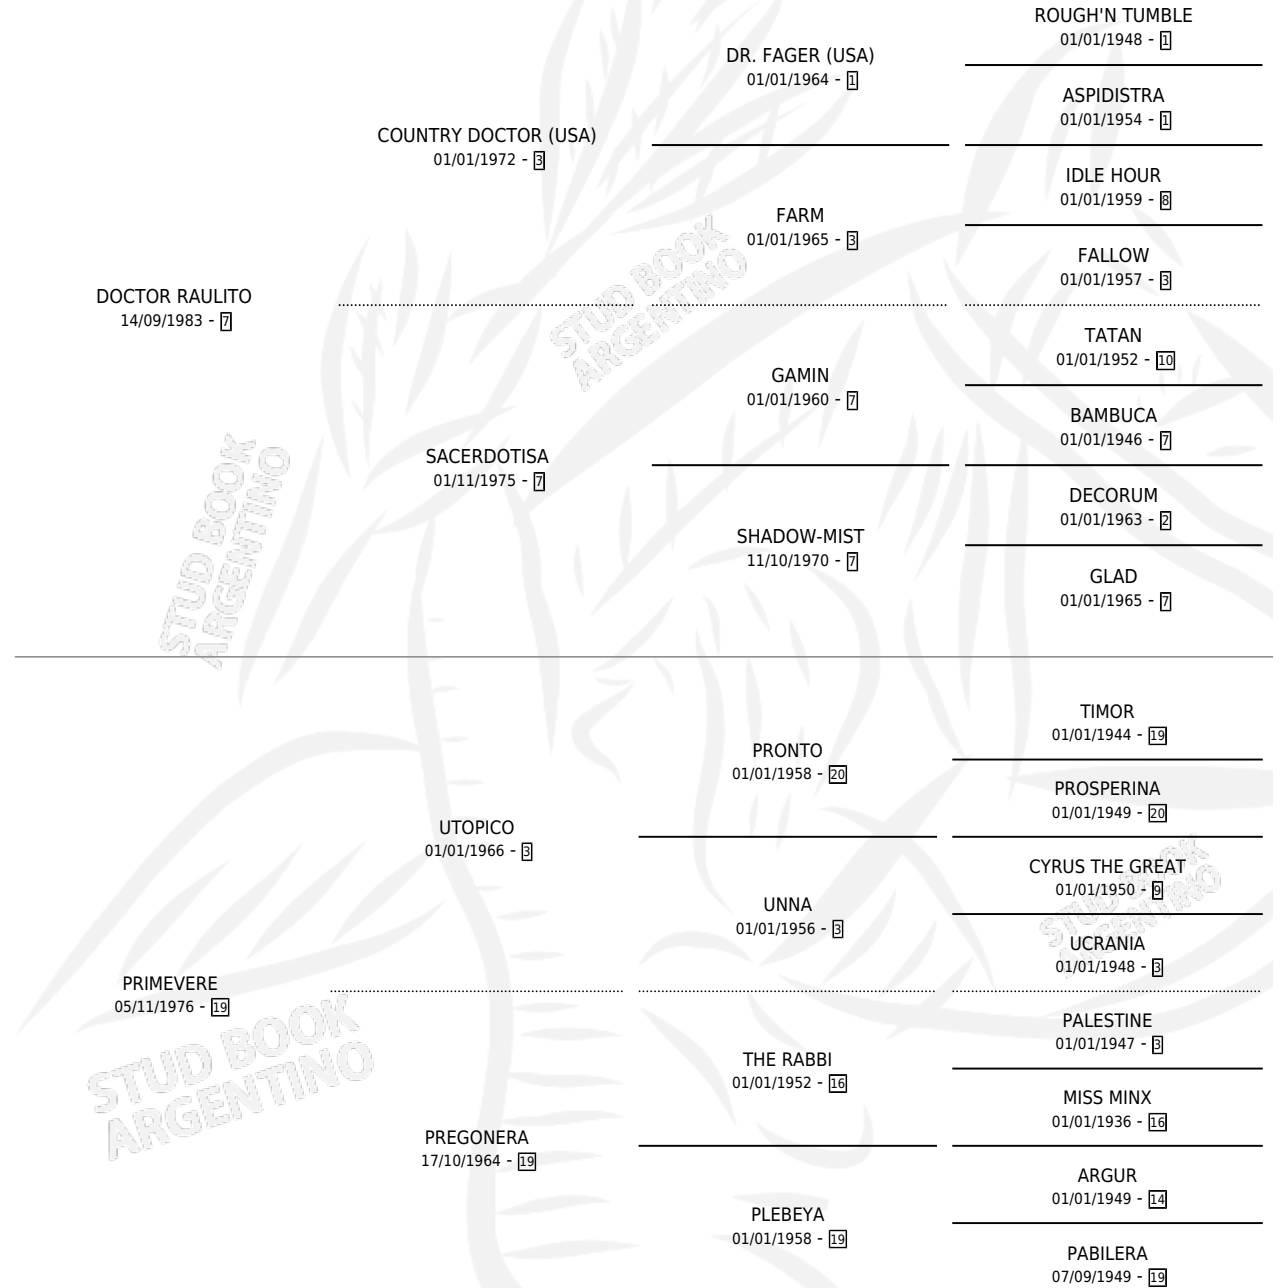 ROUGH'N TUMBLE
01/01/1948 - 1
DR. FAGER (USA)
01/01/1964 - 1
ASPIDISTRA
01/01/1954 - 1
COUNTRY DOCTOR (USA)
01/01/1972 - 3
IDLE HOUR
01/01/1959 - 8
FARM
01/01/1965 - 3
FALLOW
01/01/1957 - 3
DOCTOR RAULITO
14/09/1983 - 7
TATAN
01/01/1952 - 10
GAMIN
01/01/1960 - 7
BAMBUCA
01/01/1946 - 7
SACERDOTISA
01/11/1975 - 7
DECORUM
01/01/1963 - 2
SHADOW-MIST
11/10/1970 - 7
GLAD
01/01/1965 - 7
STUD BOOK
ARGENTINO
STUD BOOK
ARGENTINO
TIMOR
01/01/1944 - 19
PRONTO
01/01/1958 - 20
PROSPERINA
01/01/1949 - 20
UTOPICO
01/01/1966 - 3
CYRUS THE GREAT
01/01/1950 - 9
UNNA
01/01/1956 - 3
UCRANIA
01/01/1948 - 3
PRIMEVERE
05/11/1976 - 19
PALESTINE
01/01/1947 - 3
THE RABBI
01/01/1952 - 16
MISS MINX
01/01/1936 - 16
PREGONERA
17/10/1964 - 19
ARGUR
01/01/1949 - 14
PLEBEYA
01/01/1958 - 19
PABILERA
07/09/1949 - 19
STUD BOOK
ARGENTINO
STUD BOOK
ARGENTINO